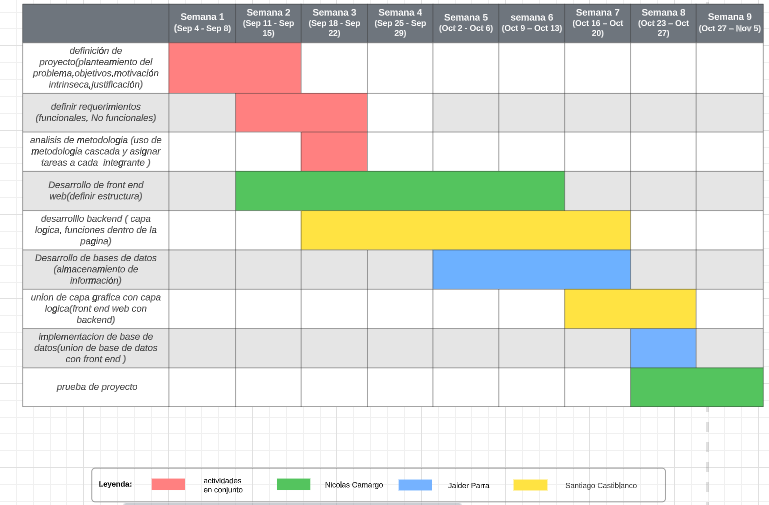 Semana 1
(Sep 4 - Sep 8)
Semana 2
(Sep 11 - Sep
15)
Semana 3
(Sep 18 - Sep
22)
Semana 4
(Sep 25 - Sep
29)
Semana 5
(Oct 2 - Oct 6)
semana 6
(Oct 9 – Oct 13)
Semana 7
(Oct 16 – Oct
20)
Semana 8
(Oct 23 – Oct
27)
Semana 9
(Oct 27 – Nov 5)
definición de
proyecto(planteamiento del
problema,objetivos,motivación
intrinseca,justificación)
definir requerimientos
(funcionales, No funcionales)
analisis de metodologia (uso de
metodología cascada y asignar
tareas a cada integrante )
Desarrollo de front end
web(definir estructura)
desarolllo backend ( capa
logica, funciones dentro de la
pagina)
Desarrollo de bases de datos
(almacenamiento de
información)
union de capa grafica con capa
logica(front end web con
backend)
implementacion de base de
datos(union de base de datos
con front end )
prueba de proyecto
Leyenda:
actividades
en conjunto
Nicolas Camargo
Jaider Parra
Santiago Castiblanco